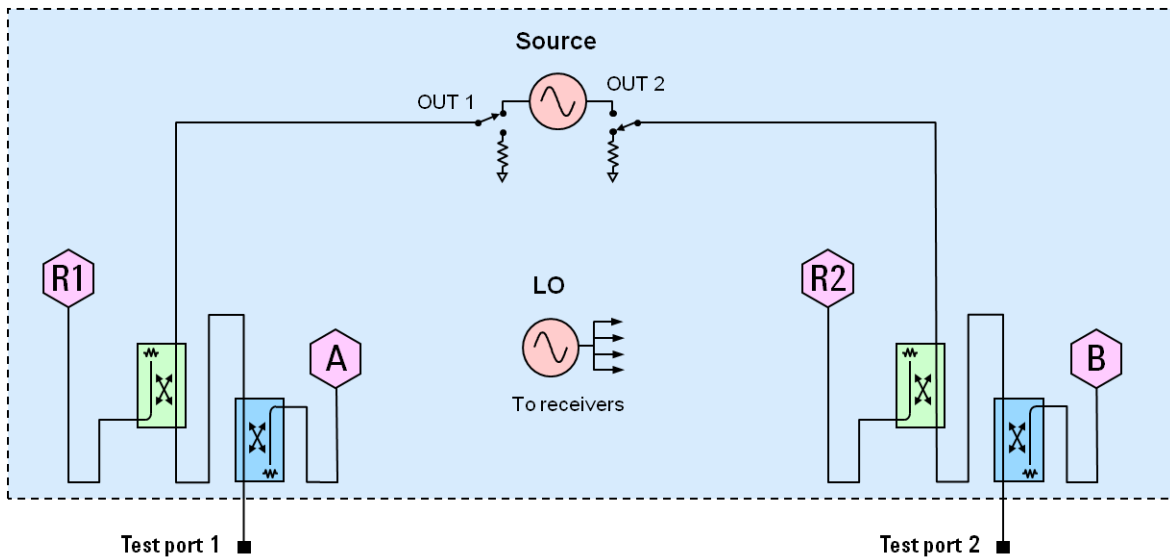 Source
OUT 1
OUT 2
R1
R2
LO
A
B
To receivers
Test port 1
Test port 2